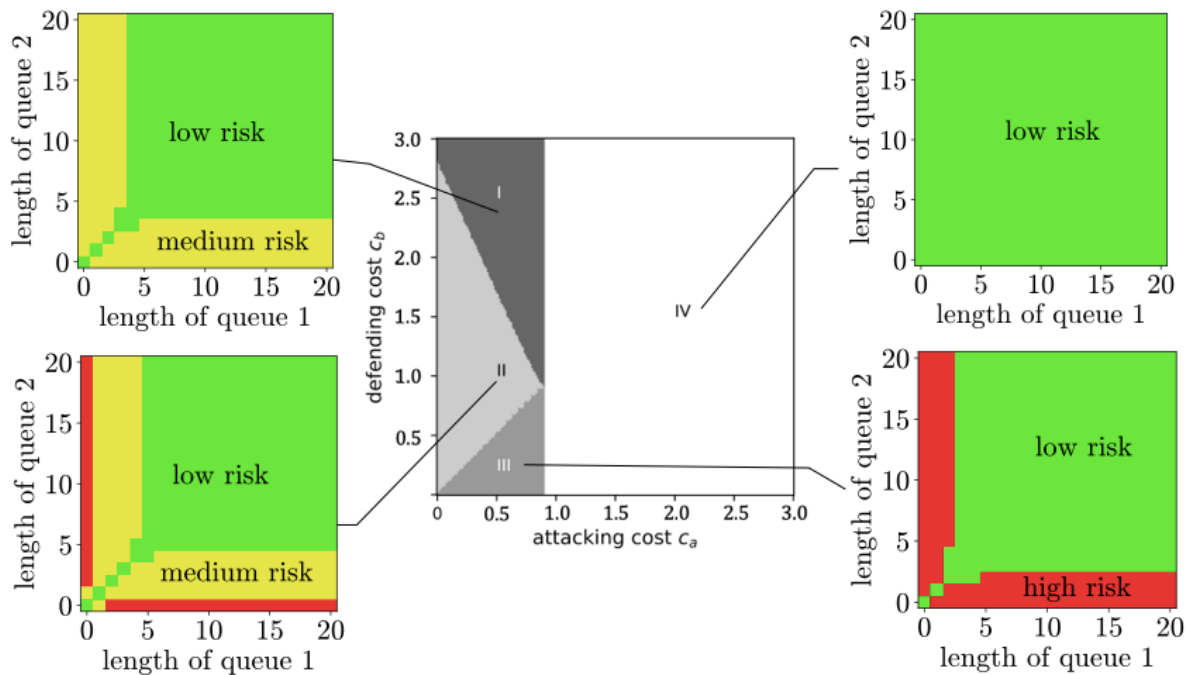 20
15
10
5
0
length of queue 2
low risk
medium risk
0 5 10 15 20
length of queue 1
20
15
10
5
0
length of queue 2
low risk
0 5 10 15 20
length of queue 1
3.0
2.5
2.0
1.5
1.0
0.5
defending cost c_b
I
II
III
IV
0 0.5 1.0 1.5 2.0 2.5 3.0
attacking cost c_a
20
15
10
5
0
length of queue 2
low risk
medium risk
0 5 10 15 20
length of queue 1
20
15
10
5
0
length of queue 2
low risk
high risk
0 5 10 15 20
length of queue 1